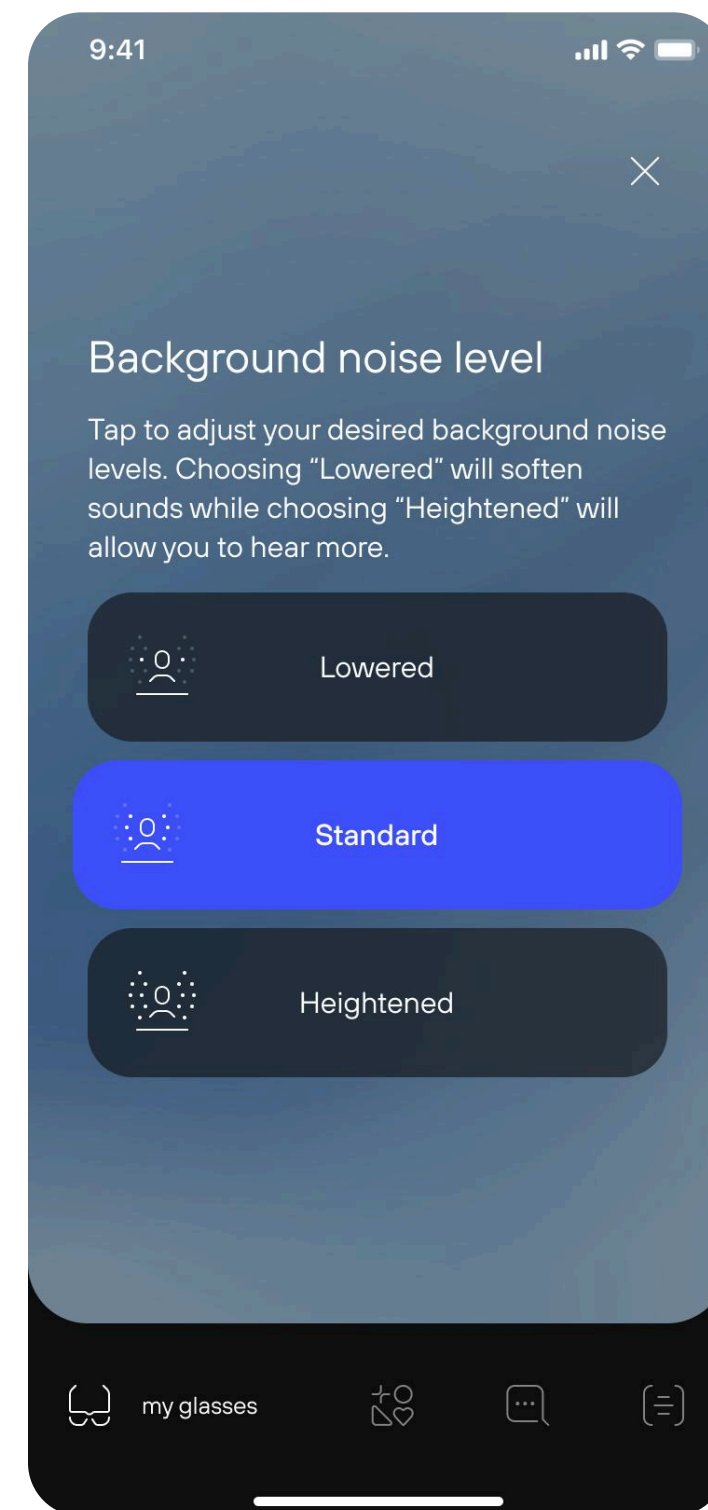 9:41
Background noise level
Tap to adjust your desired background noise
levels. Choosing “Lowered” will soften
sounds while choosing “Heightened” will
allow you to hear more.
Lowered
Standard
Heightened
my glasses